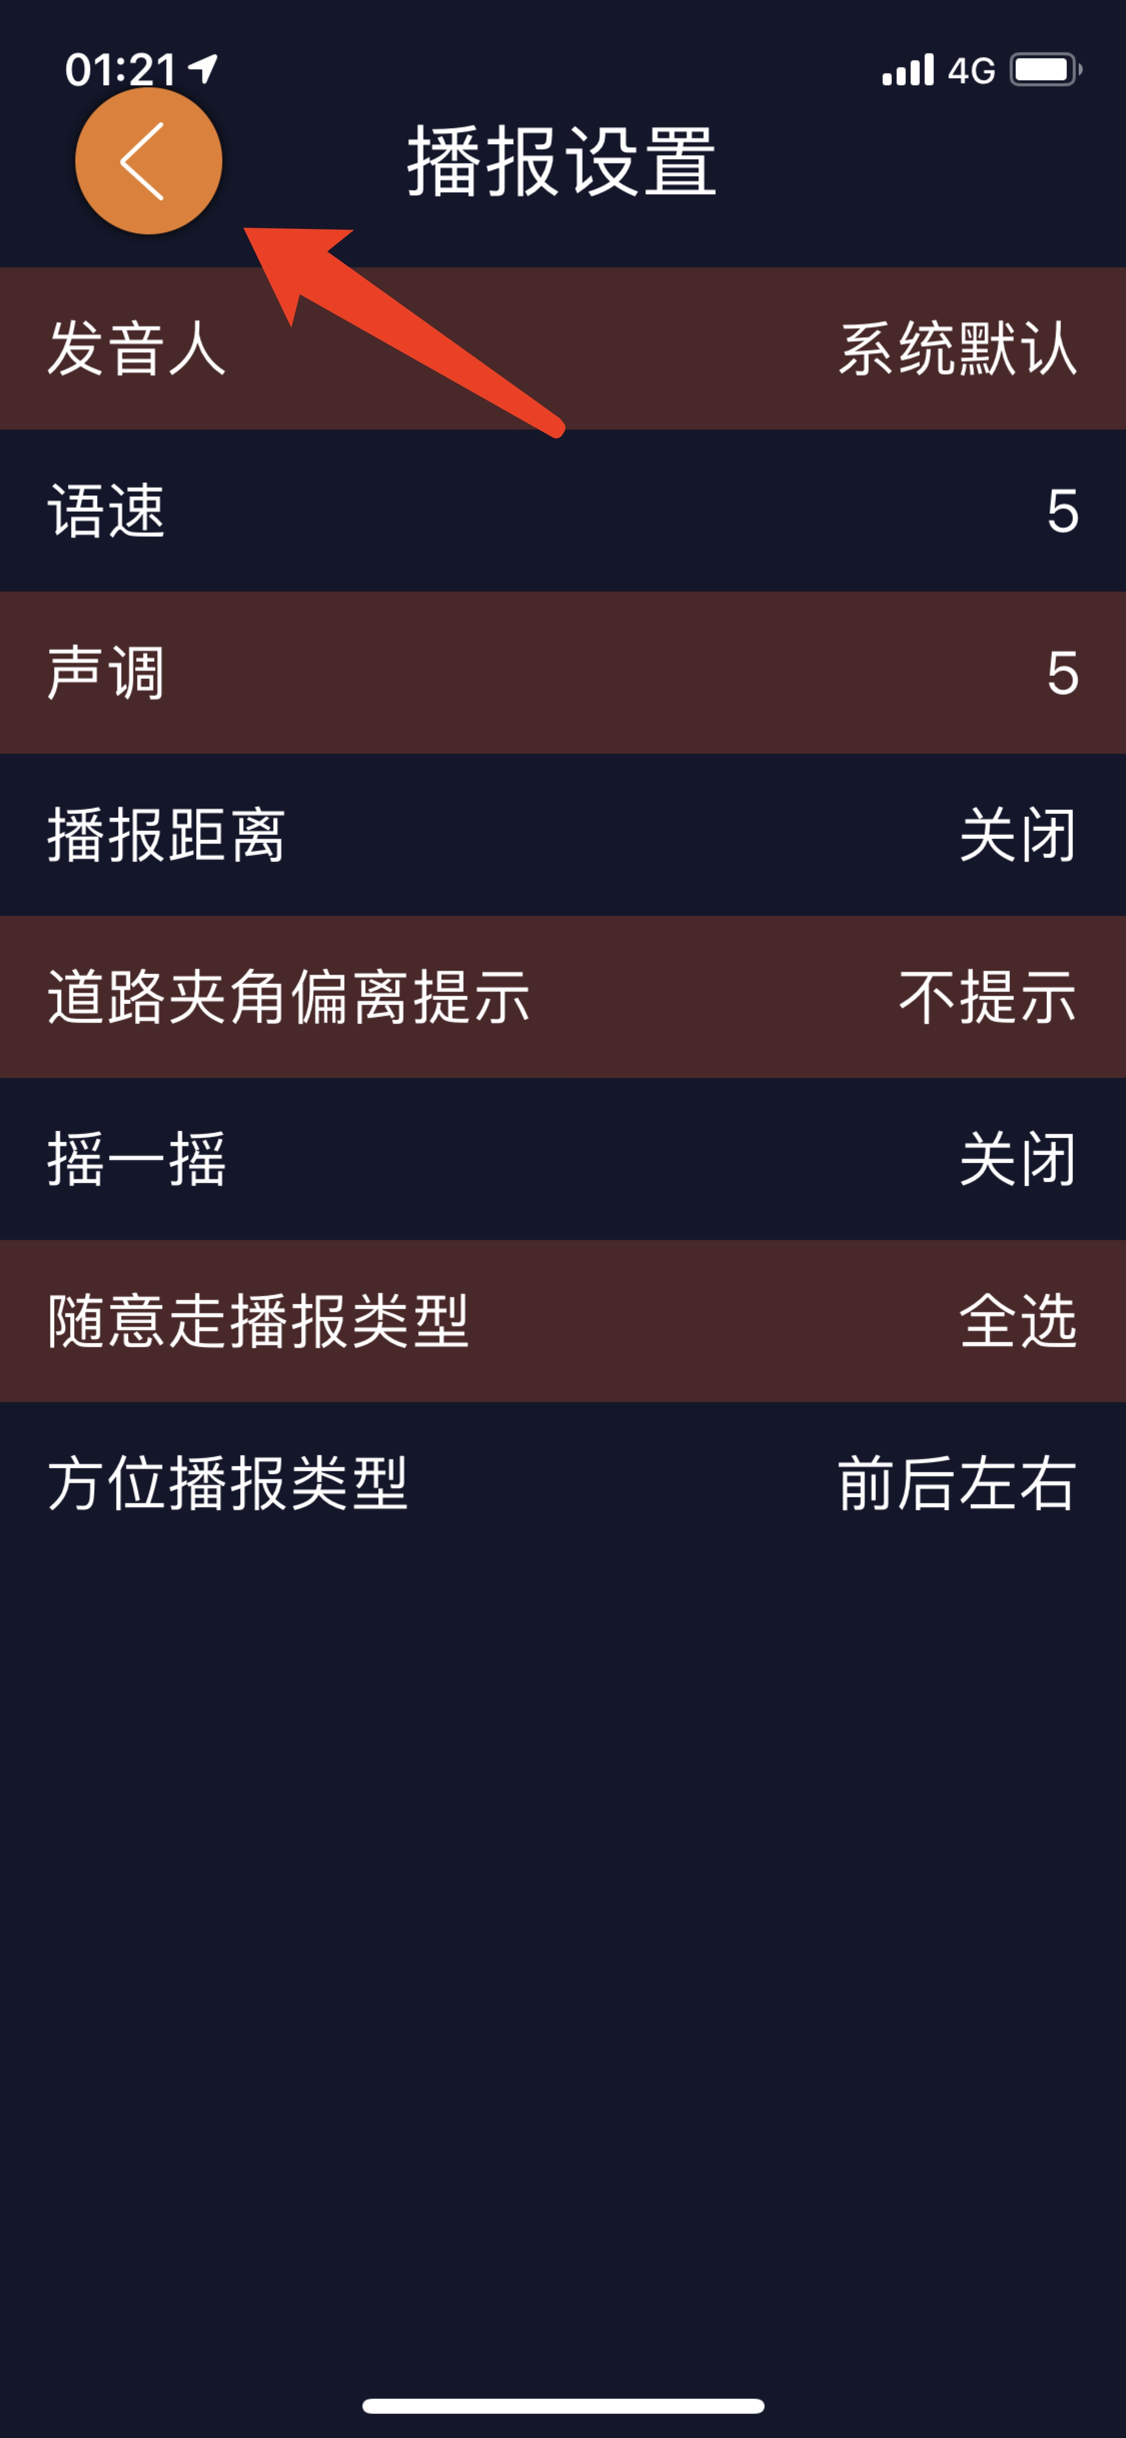 01:21 4G
播报设置
发音人 系统默认
语速 5
声调 5
播报距离 关闭
道路夹角偏离提示 不提示
摇一摇 关闭
随意走播报类型 全选
方位播报类型 前后左右